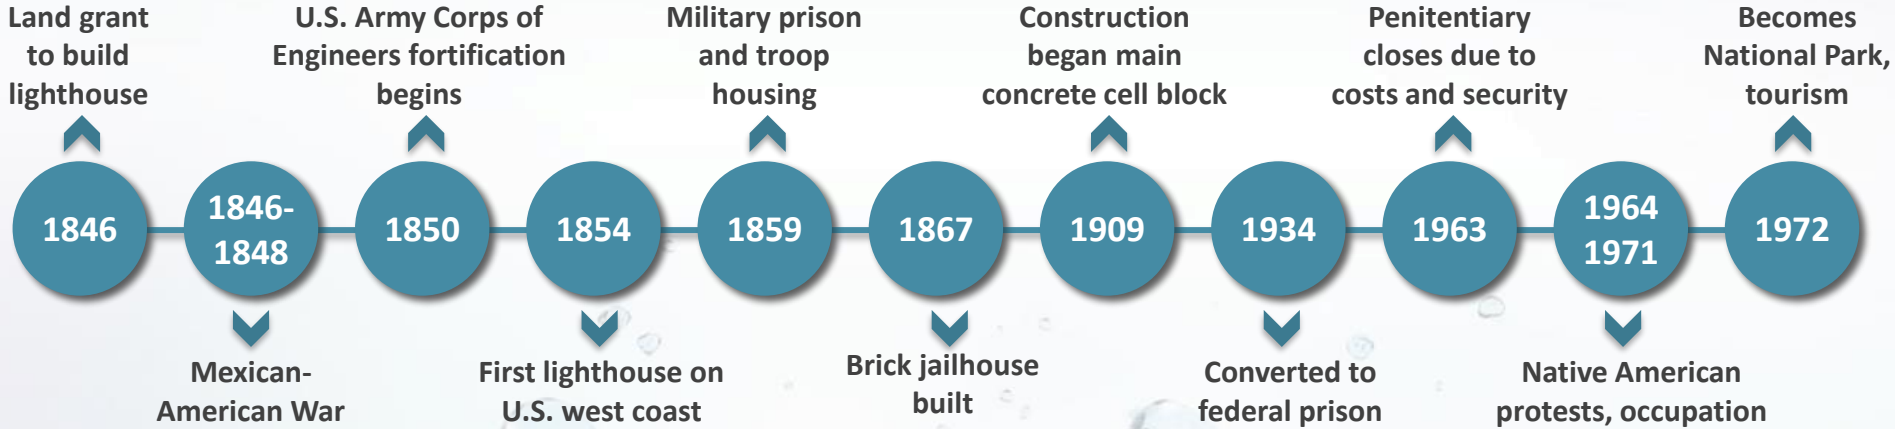 Land grant
to build
lighthouse
U.S. Army Corps of
Engineers fortification
begins
Military prison
and troop
housing
Construction
began main
concrete cell block
Penitentiary
closes due to
costs and security
Becomes
National Park,
tourism
1846
1846-
1848
1850
1854
1859
1867
1909
1934
1963
1964
1971
1972
Mexican-
American War
First lighthouse on
U.S. west coast
Brick jailhouse
built
Converted to
federal prison
Native American
protests, occupation